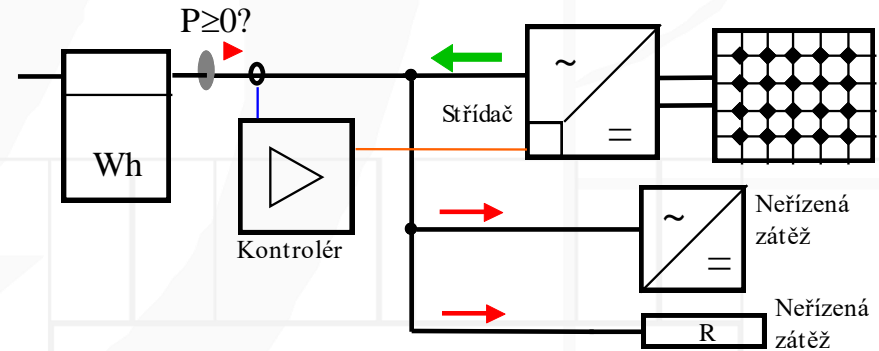 P≥0?
~
Střídač
=
Wh
Kontrolér
~
=
Neřízená
zátěž
R
Neřízená
zátěž